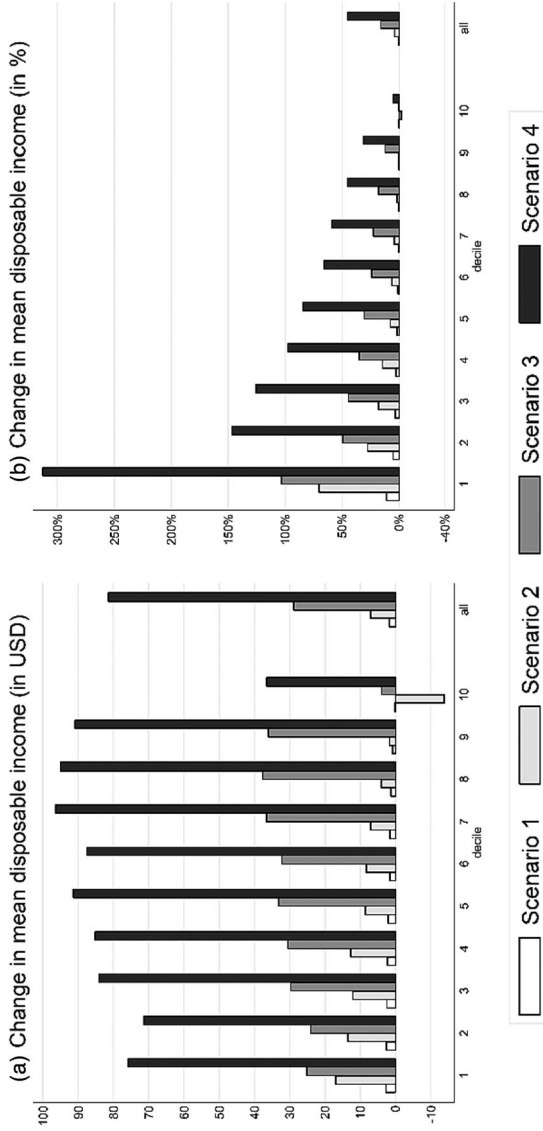 (a) Change in mean disposable income (in USD)
100
90
80
70
60
50
40
30
20
10
0
-10
1 2 3 4 5 6 7 8 9 10 all
decile
(b) Change in mean disposable income (in %)
300%
250%
200%
150%
100%
50%
0%
-40%
1 2 3 4 5 6 7 8 9 10 all
decile
Scenario 1 Scenario 2 Scenario 3 Scenario 4